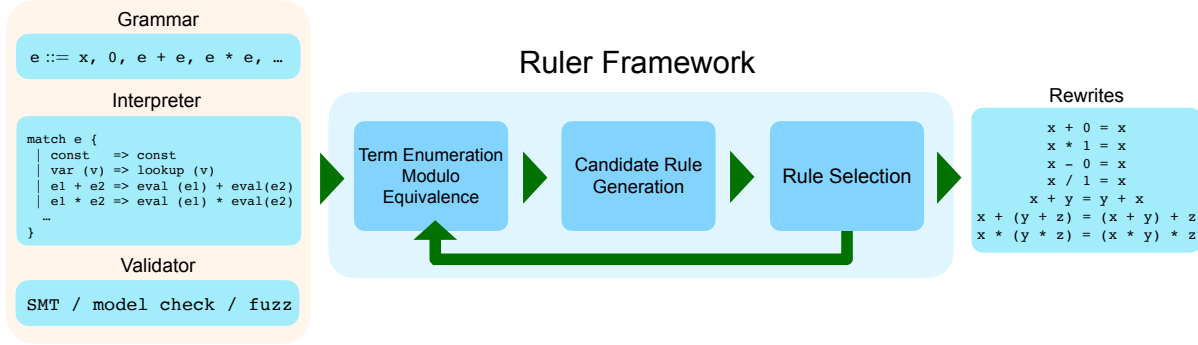 Grammar
e ::= x, 0, e + e, e * e, …
Interpreter
match e {
| const => const
| var (v) => lookup (v)
| e1 + e2 => eval (e1) + eval(e2)
| e1 * e2 => eval (e1) * eval(e2)
…
}
Validator
SMT / model check / fuzz
Ruler Framework
Term Enumeration
Modulo
Equivalence
Candidate Rule
Generation
Rule Selection
Rewrites
x + 0 = x
x * 1 = x
x - 0 = x
x / 1 = x
x + y = y + x
x + (y + z) = (x + y) + z
x * (y * z) = (x * y) * z